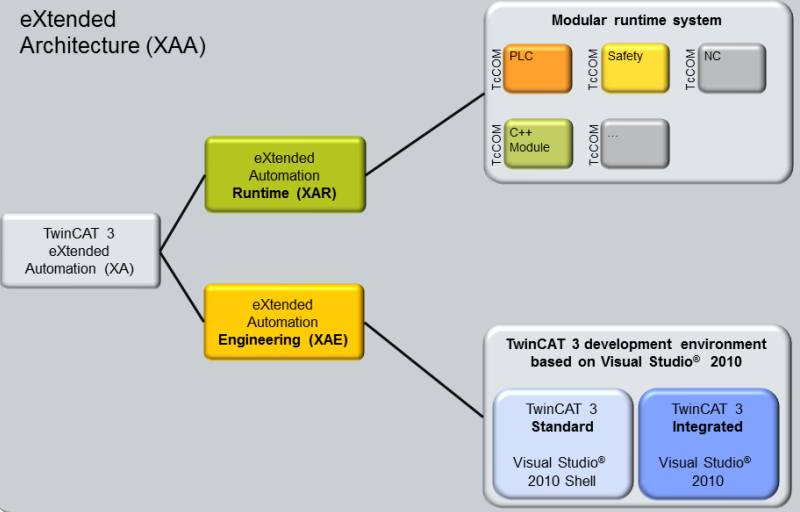 eXtended
Architecture (XAA)
Modular runtime system
TcCOM
PLC
TcCOM
Safety
TcCOM
NC
TcCOM
C++
Module
TcCOM
...
eXtended
Automation
Runtime (XAR)
TwinCAT 3
eXtended
Automation (XA)
eXtended
Automation
Engineering (XAE)
TwinCAT 3 development environment
based on Visual Studio® 2010
TwinCAT 3
Standard
Visual Studio®
2010 Shell
TwinCAT 3
Integrated
Visual Studio®
2010